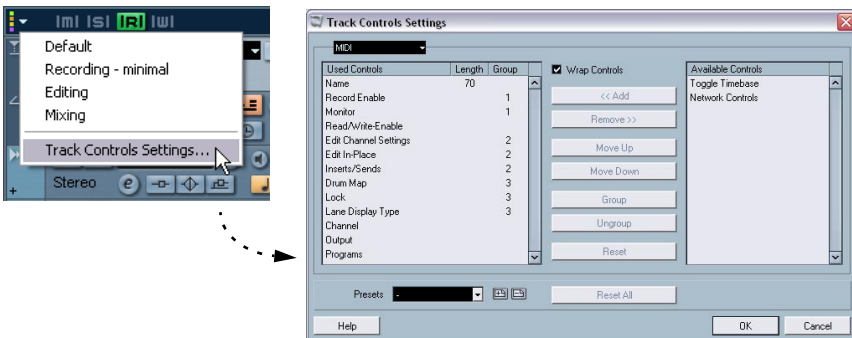 |m| |s| |R| |w|
Default
Recording - minimal
Editing
Mixing
Track Controls Settings...
Stereo e
+
Track Controls Settings
MIDI
Used Controls Length Group
Name 70
Record Enable 1
Monitor 1
Read/Write-Enable
Edit Channel Settings 2
Edit In-Place 2
Inserts/Sends 2
Drum Map 3
Lock 3
Lane Display Type 3
Channel
Output
Programs
Wrap Controls
<< Add
Remove >>
Move Up
Move Down
Group
Ungroup
Reset
Available Controls
Toggle Timebase
Network Controls
Presets -
Reset All
Help
OK
Cancel